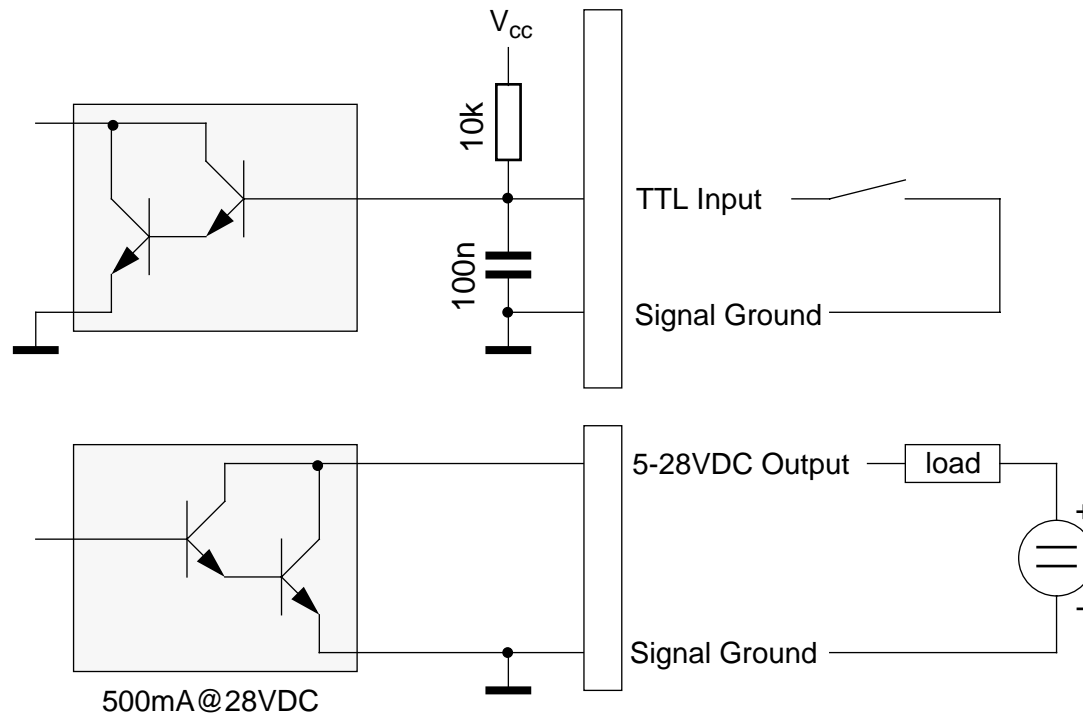 Vcc
10k
TTL Input
100n
Signal Ground
5-28VDC Output
load
+
-
Signal Ground
500mA@28VDC